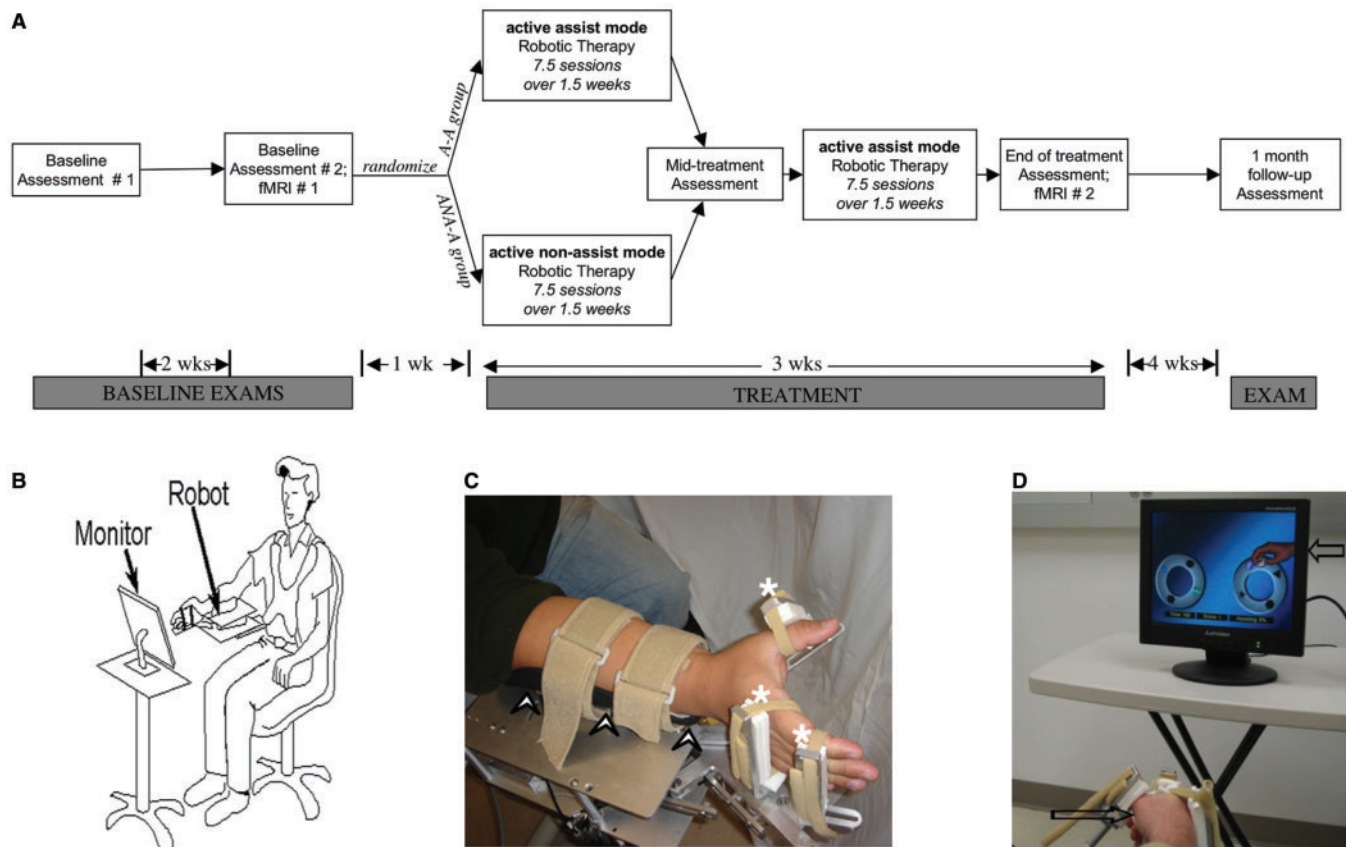 A
Baseline
Assessment # 1
Baseline
Assessment # 2;
fMRI # 1
randomize
A-A group
ANA-A group
active assist mode
Robotic Therapy
7.5 sessions
over 1.5 weeks
active non-assist mode
Robotic Therapy
7.5 sessions
over 1.5 weeks
Mid-treatment
Assessment
active assist mode
Robotic Therapy
7.5 sessions
over 1.5 weeks
End of treatment
Assessment;
fMRI # 2
1 month
follow-up
Assessment
2 wks
1 wk
3 wks
4 wks
BASELINE EXAMS
TREATMENT
EXAM
B
Robot
Monitor
C
D